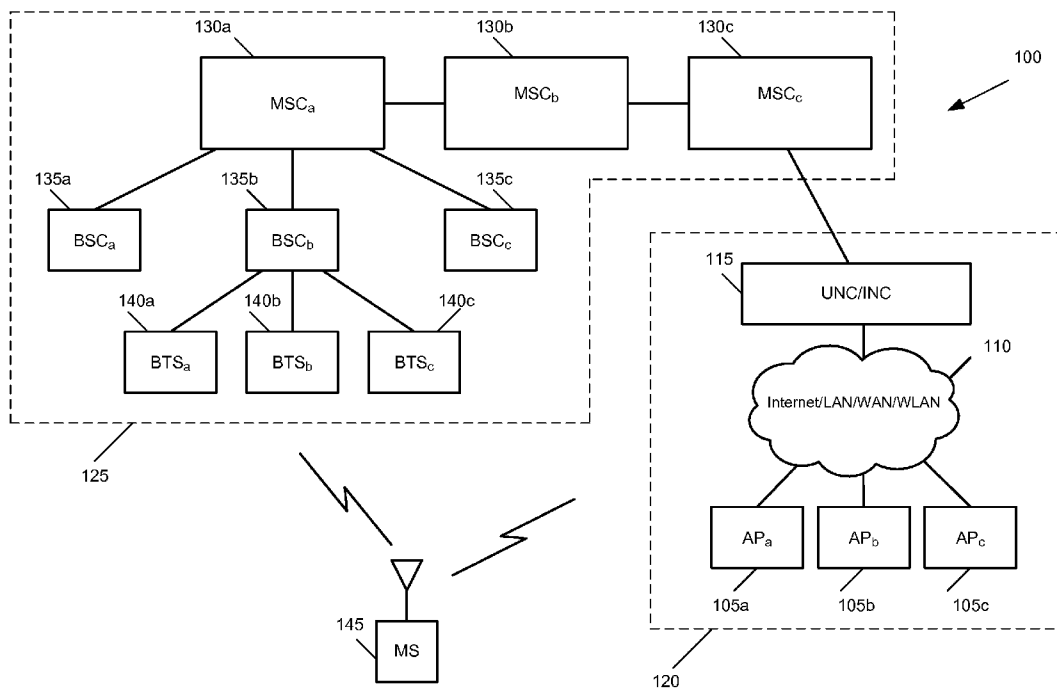 130a
130b
130c
100
MSCa
MSCb
MSCc
135a
135b
135c
BSCa
BSCb
BSCc
115
UNC/INC
140a
140b
140c
BTSa
BTSb
BTSc
110
Internet/LAN/WAN/WLAN
125
APa
APb
APc
105a
105b
105c
145
MS
120